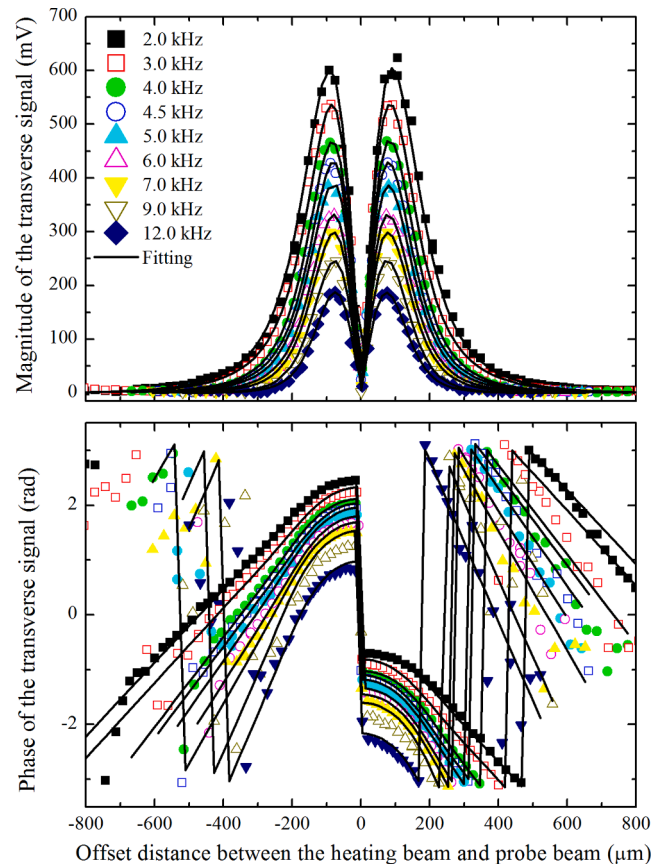 Magnitude of the transverse signal (mV)
700
600
500
400
300
200
100
0
2.0 kHz
3.0 kHz
4.0 kHz
4.5 kHz
5.0 kHz
6.0 kHz
7.0 kHz
9.0 kHz
12.0 kHz
Fitting
Phase of the transverse signal (rad)
2
0
-2
-800 -600 -400 -200 0 200 400 600 800
Offset distance between the heating beam and probe beam (μm)